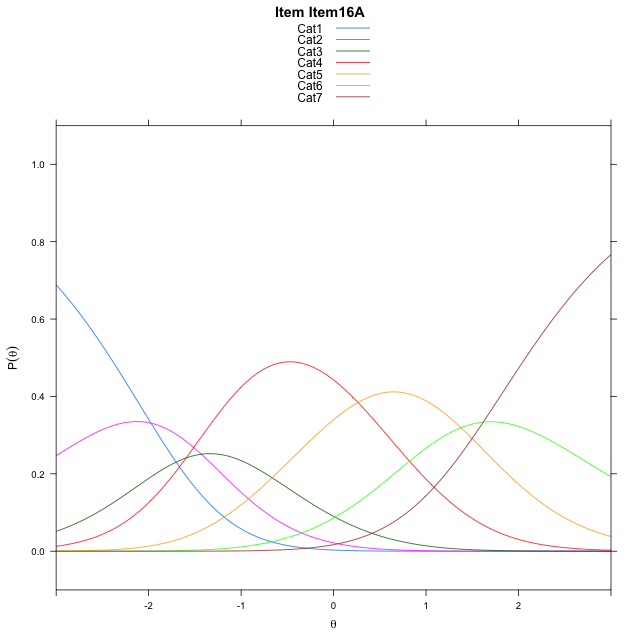 Item Item16A
Cat1
Cat2
Cat3
Cat4
Cat5
Cat6
Cat7
1.0
0.8
0.6
0.4
0.2
0.0
P(θ)
-2 -1 0 1 2
θ